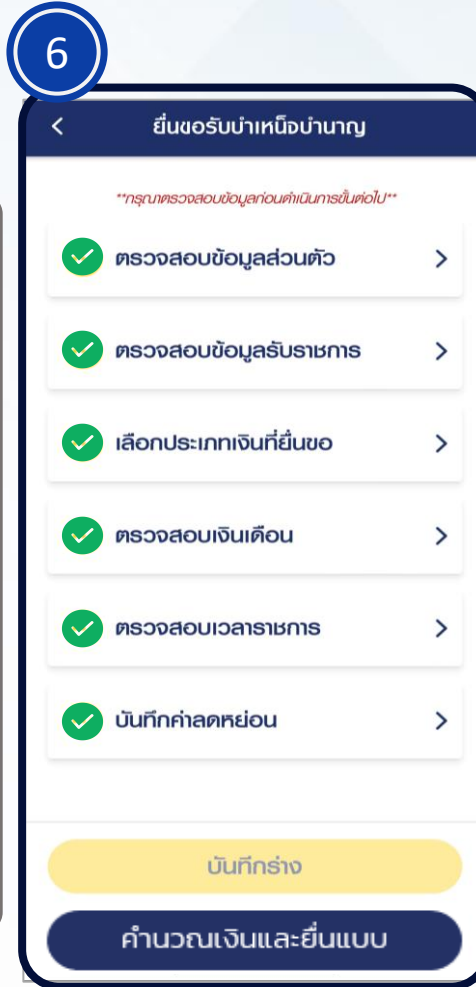 6
ยื่นขอรับบำเหน็จบำนาญ
**กรุณาตรวจสอบข้อมูลก่อนดำเนินการขั้นต่อไป**
ตรวจสอบข้อมูลส่วนตัว
ตรวจสอบข้อมูลรับราชการ
เลือกประเภทเงินที่ยื่นขอ
ตรวจสอบเงินเดือน
ตรวจสอบเวลาราชการ
บันทึกค่าลดหย่อน
บันทึกร่าง
คำนวณเงินและยื่นแบบ